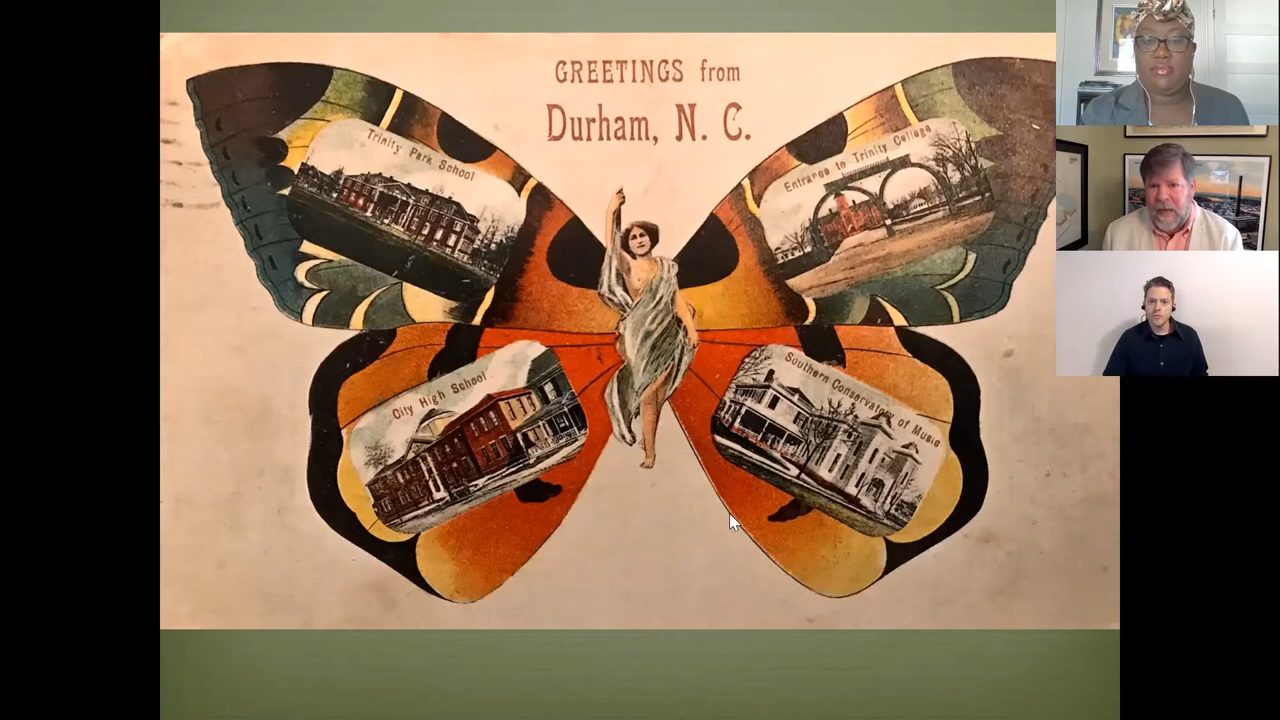 GREETINGS from
Durham, N. C.
Trinity Park School
Entrance to Trinity College
City High School
Southern Conservatory of Music